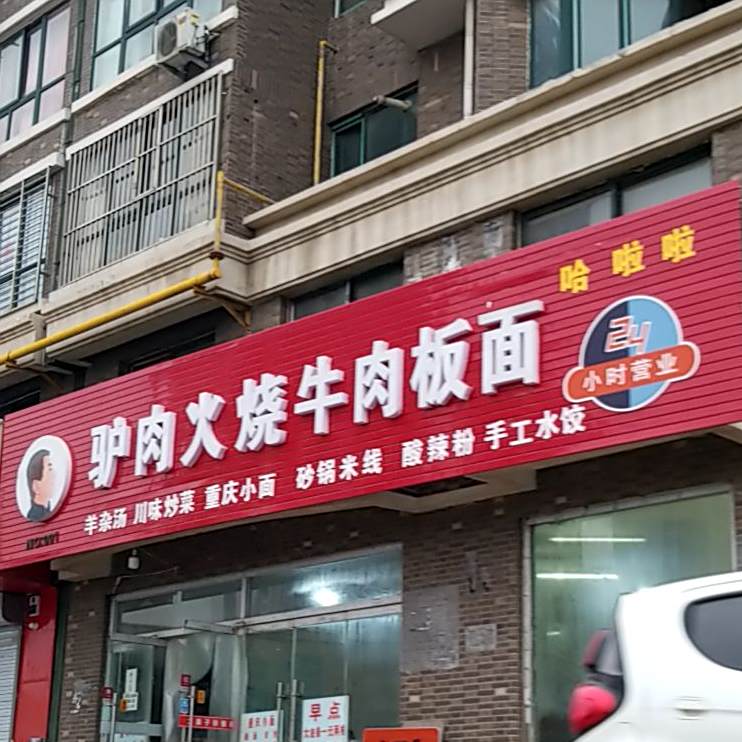 哈啦啦
驴肉火烧牛肉板面
24
小时营业
羊杂汤 川味炒菜 重庆小面 砂锅米线 酸辣粉 手工水饺
早点